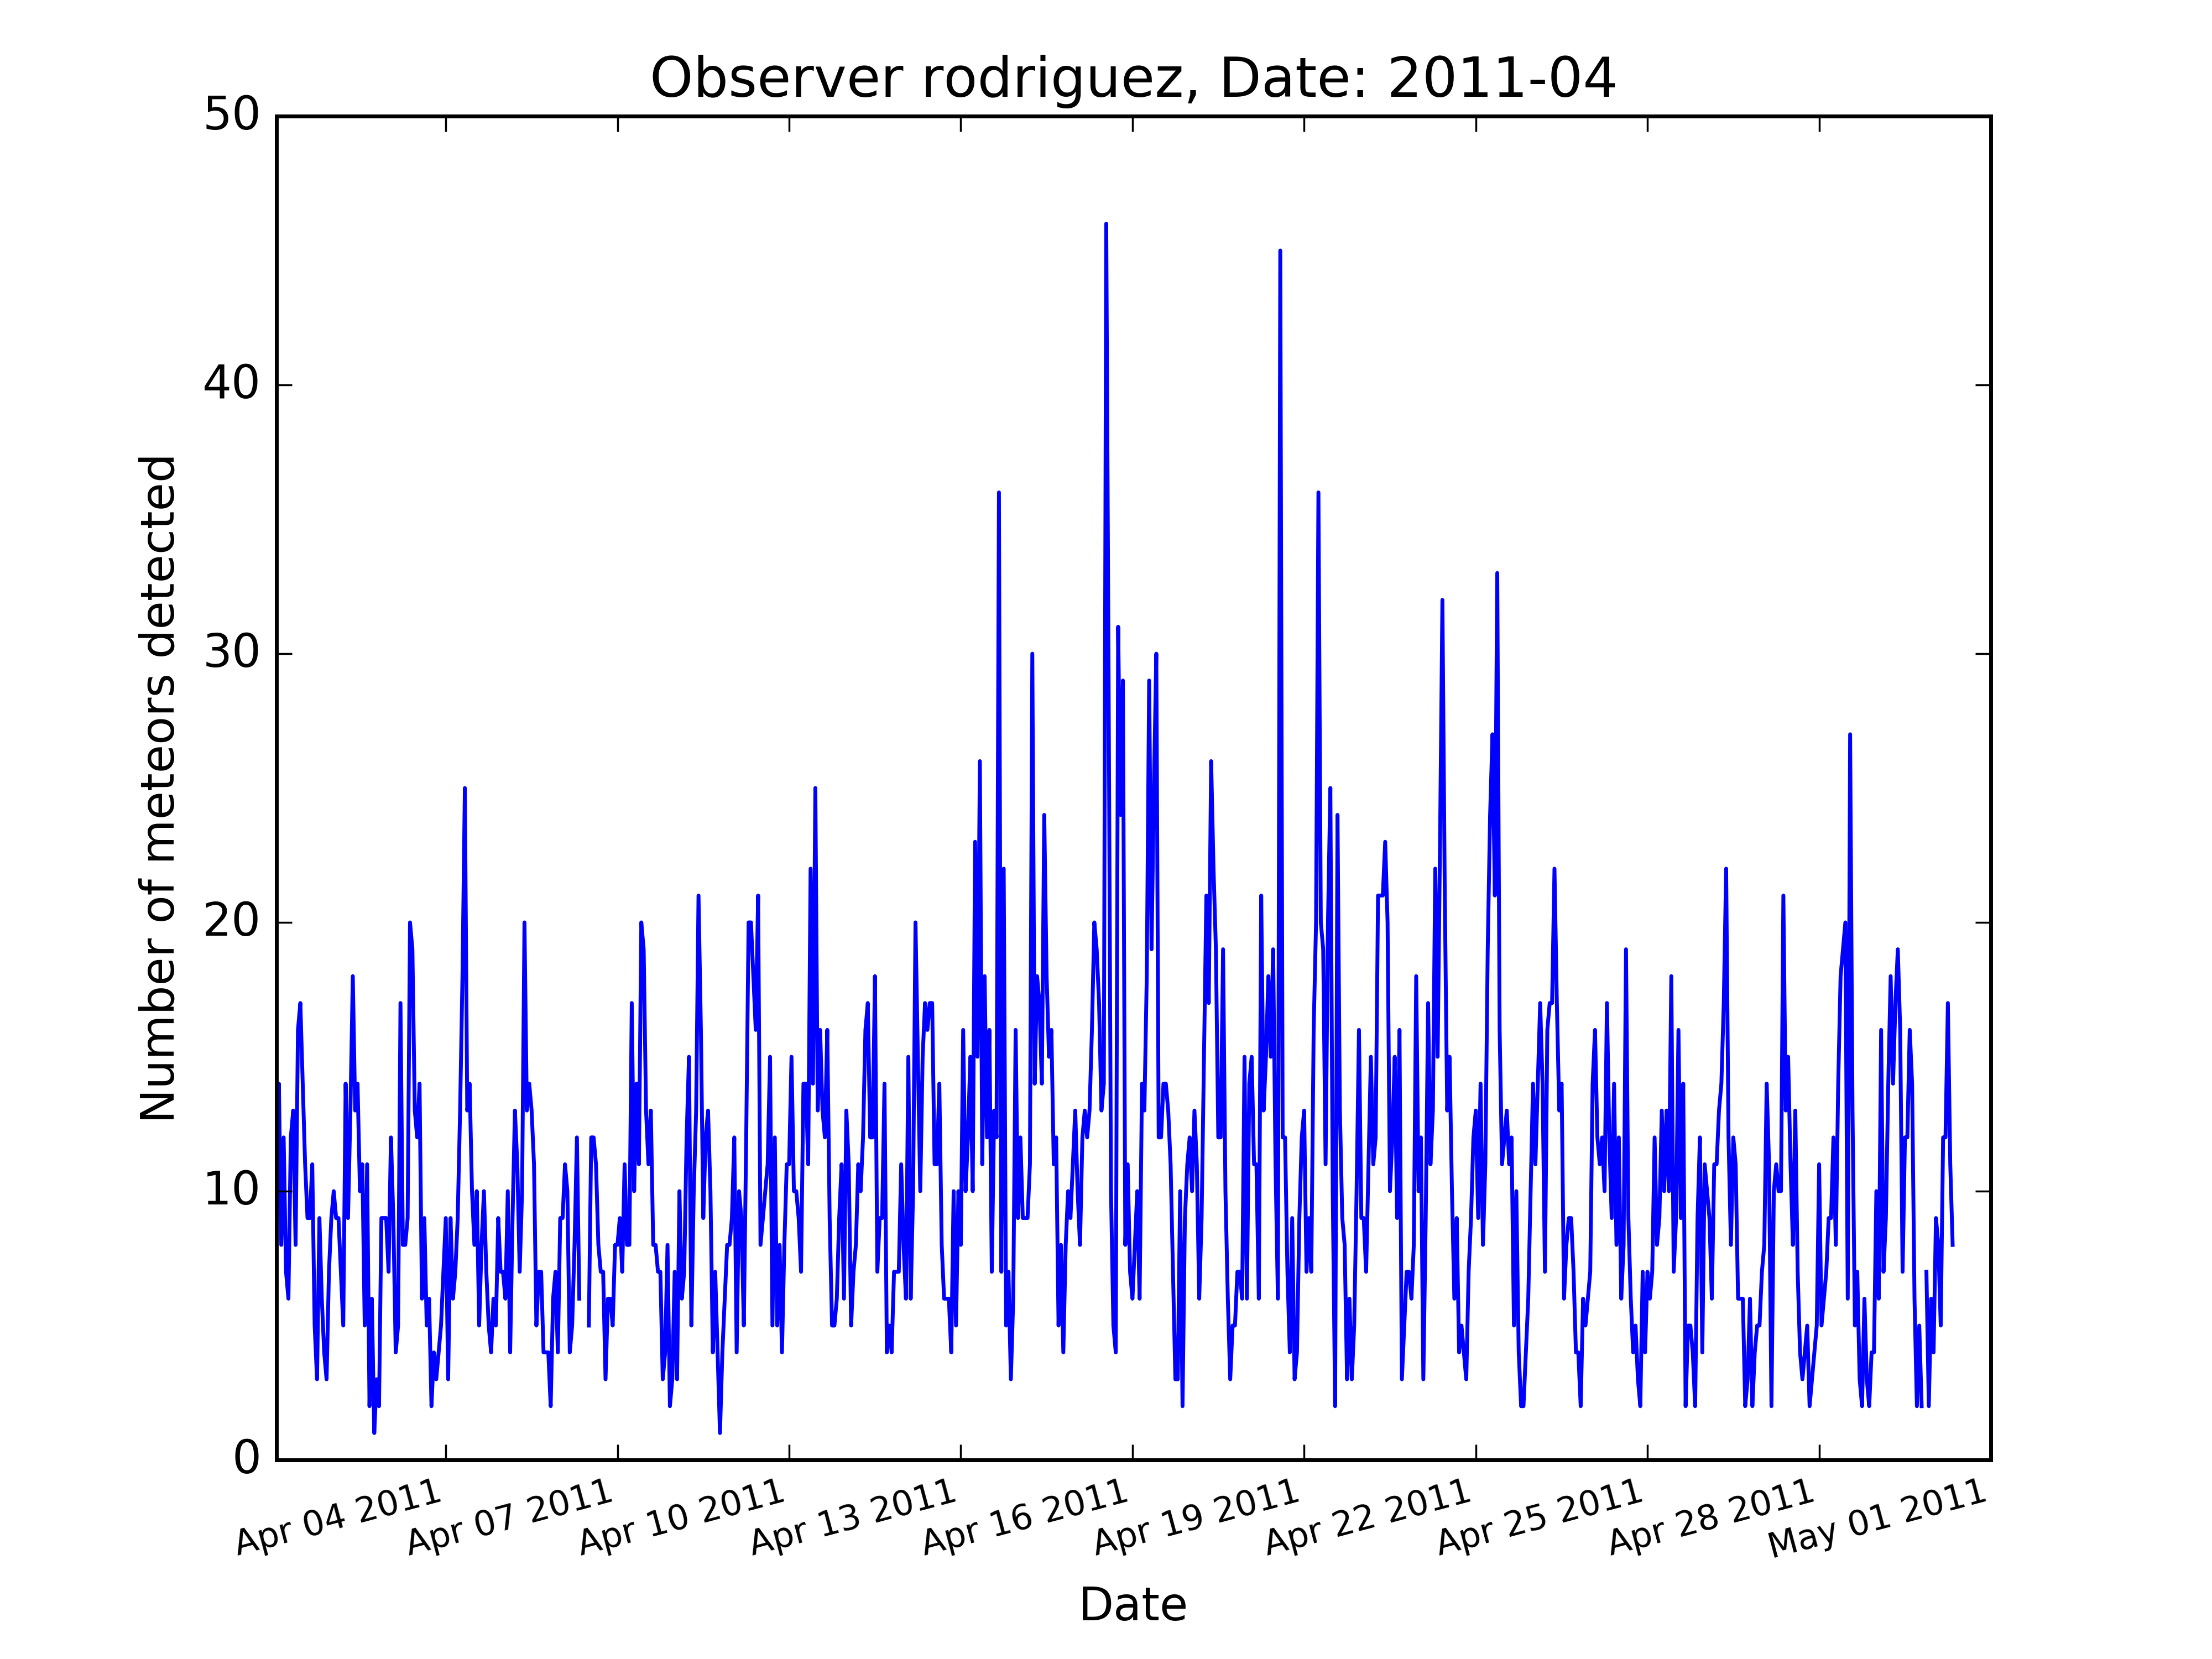 Observer rodriguez, Date: 2011-04
50
40
30
20
10
0
Number of meteors detected
Apr 04 2011
Apr 07 2011
Apr 10 2011
Apr 13 2011
Apr 16 2011
Apr 19 2011
Apr 22 2011
Apr 25 2011
Apr 28 2011
May 01 2011
Date